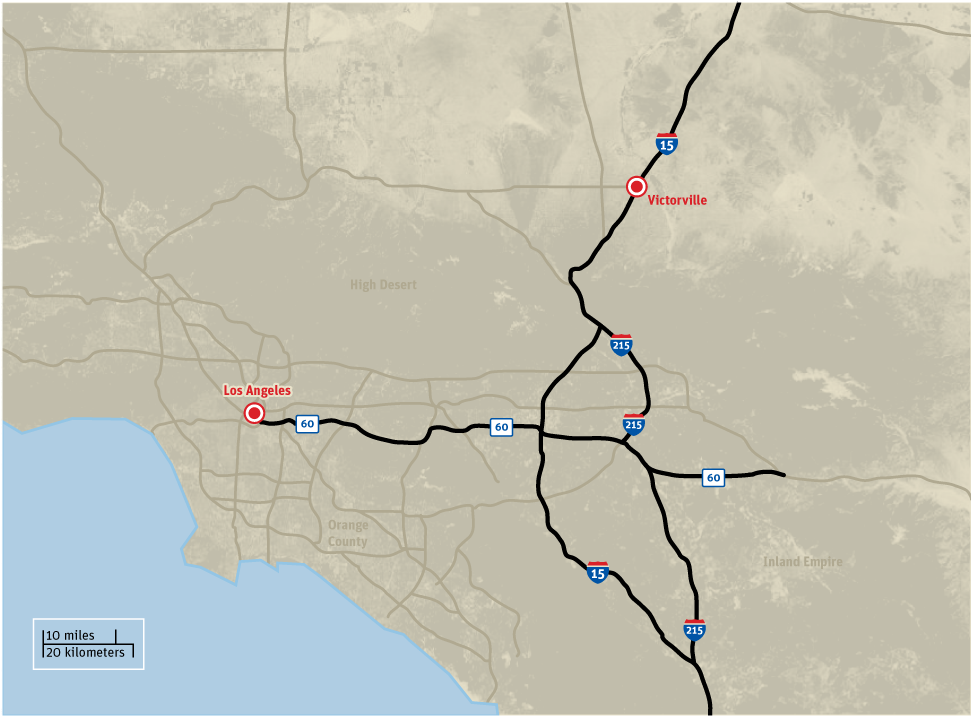 15
Victorville
High Desert
215
Los Angeles
60
60
215
60
Orange
County
Inland Empire
15
215
10 miles
20 kilometers